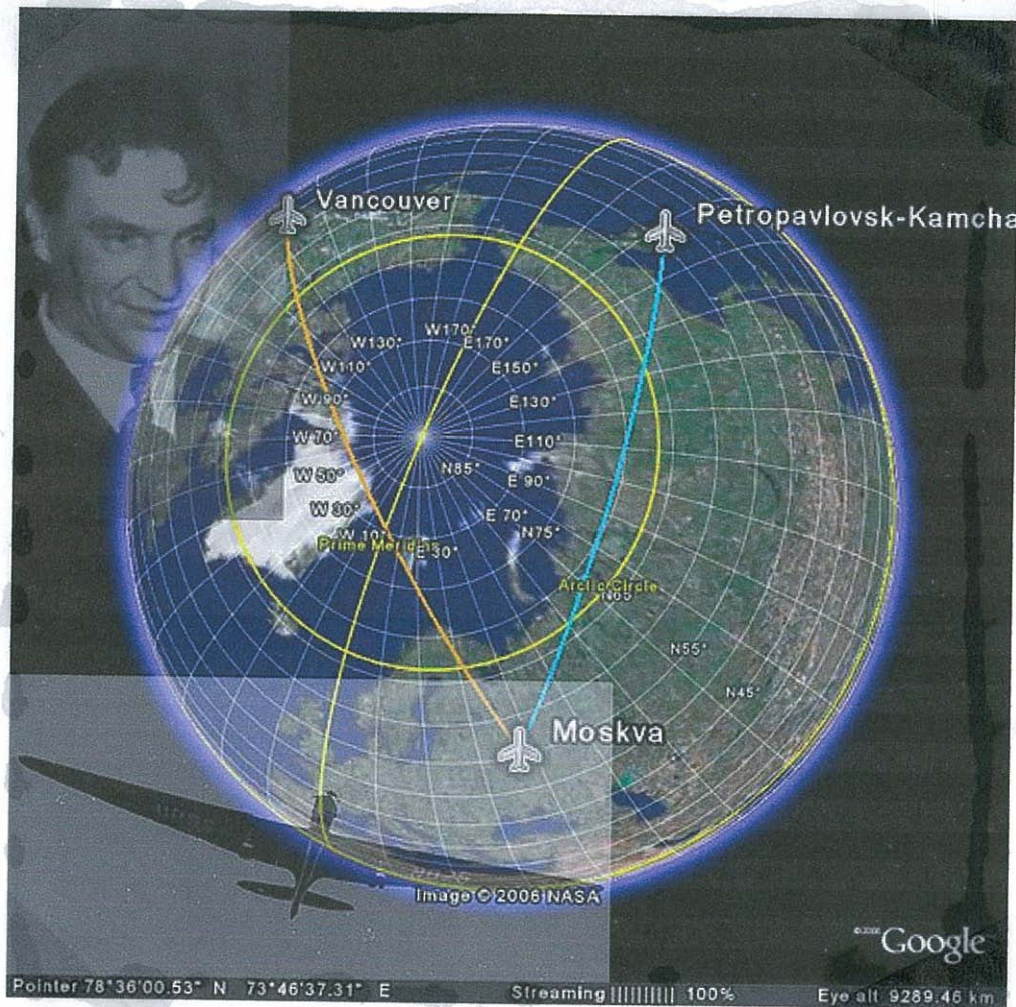 Vancouver
Petropavlovsk-Kamcha
W170°
W130°
E170°
W110°
E150°
W 90°
E130°
W 70°
E110°
N85°
W 50°
E 90°
W 30°
E 70°
W 10°
N75°
Prime Meridian
E 30°
Arctic Circle
N65°
N55°
N45°
Moskva
Image © 2006 NASA
©2006 Google
Pointer 78°36'00.53" N 73°46'37.31" E
Streaming |||||||||| 100%
Eye alt 9289.46 km